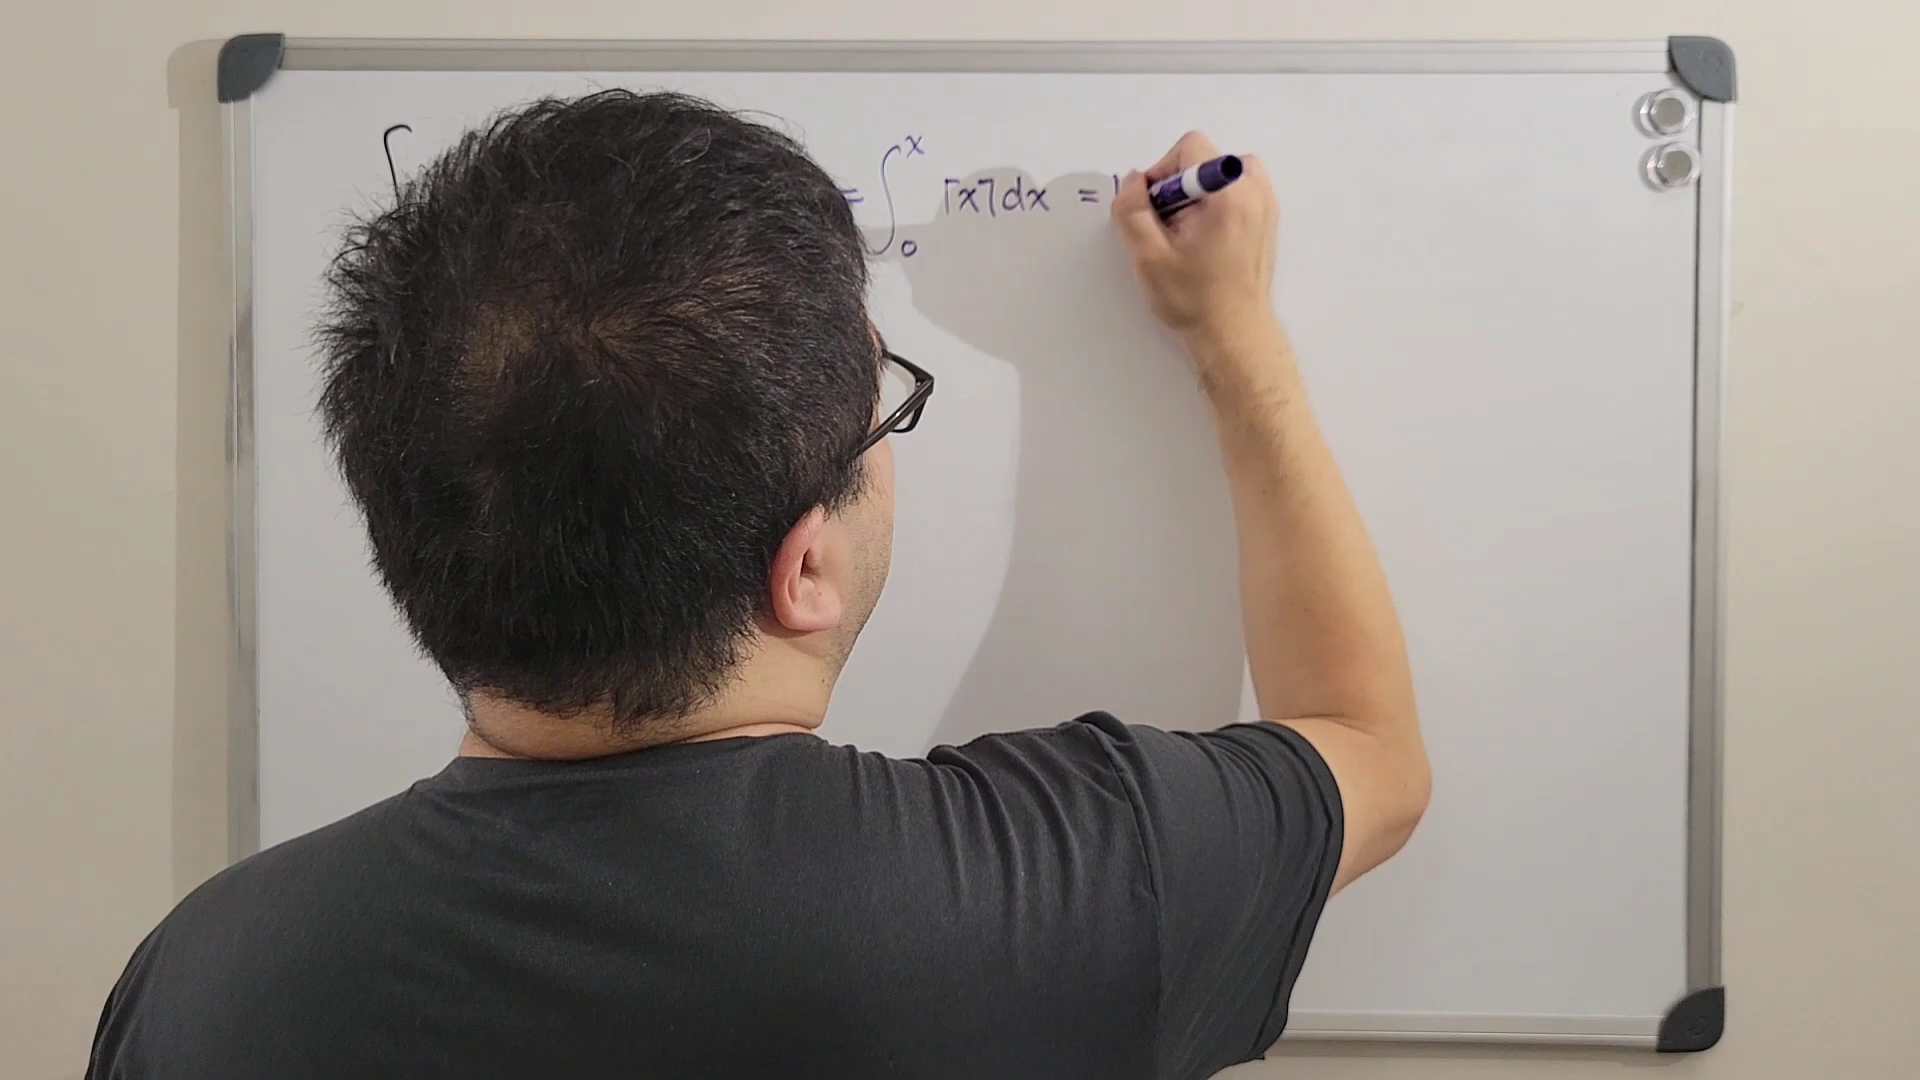 ∫ = ∫₀ˣ ⌈x⌉dx =